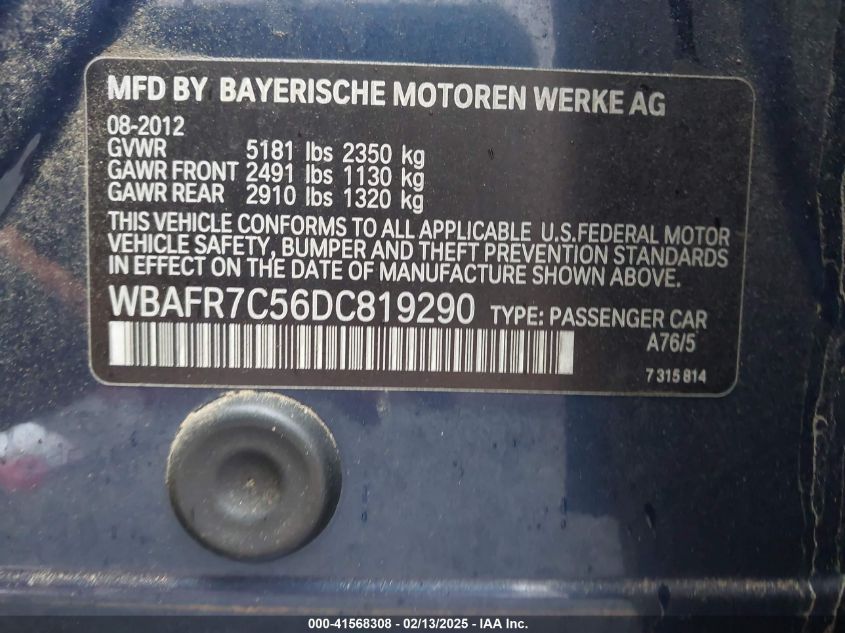 MFD BY BAYERISCHE MOTOREN WERKE AG
08-2012
GVWR 5181 lbs 2350 kg
GAWR FRONT 2491 lbs 1130 kg
GAWR REAR 2910 lbs 1320 kg
THIS VEHICLE CONFORMS TO ALL APPLICABLE U.S.FEDERAL MOTOR
VEHICLE SAFETY, BUMPER AND THEFT PREVENTION STANDARDS
IN EFFECT ON THE DATE OF MANUFACTURE SHOWN ABOVE.
WBAFR7C56DC819290 TYPE: PASSENGER CAR
A76/5
7 315 814
000-41568308 - 02/13/2025 - IAA Inc.